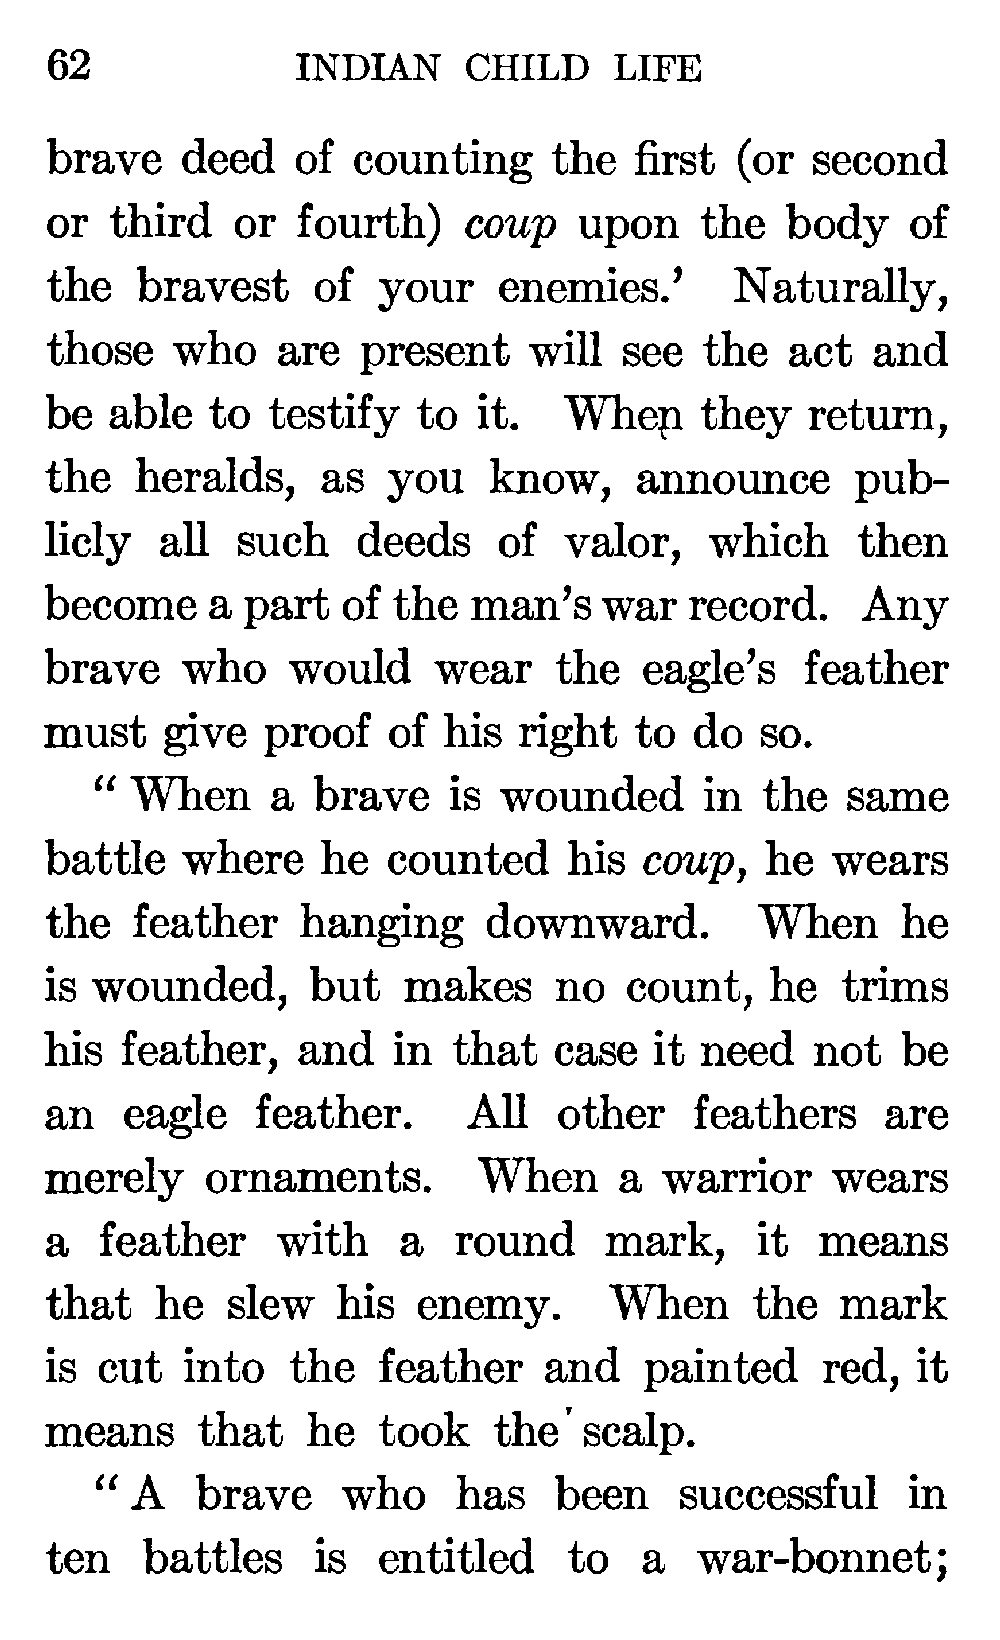 62 INDIAN CHILD LIFE
brave deed of counting the first (or second
or third or fourth) coup upon the body of
the bravest of your enemies.’ Naturally,
those who are present will see the act and
be able to testify to it. When they return,
the heralds, as you know, announce pub-
licly all such deeds of valor, which then
become a part of the man’s war record. Any
brave who would wear the eagle’s feather
must give proof of his right to do so.
“ When a brave is wounded in the same
battle where he counted his coup, he wears
the feather hanging downward. When he
is wounded, but makes no count, he trims
his feather, and in that case it need not be
an eagle feather. All other feathers are
merely ornaments. When a warrior wears
a feather with a round mark, it means
that he slew his enemy. When the mark
is cut into the feather and painted red, it
means that he took the scalp.
“ A brave who has been successful in
ten battles is entitled to a war-bonnet;